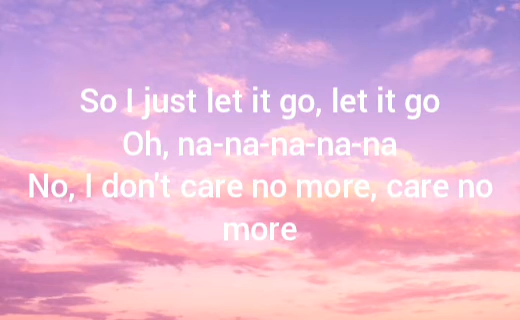 So I just let it go, let it go
Oh, na-na-na-na-na
No, I don't care no more, care no
more